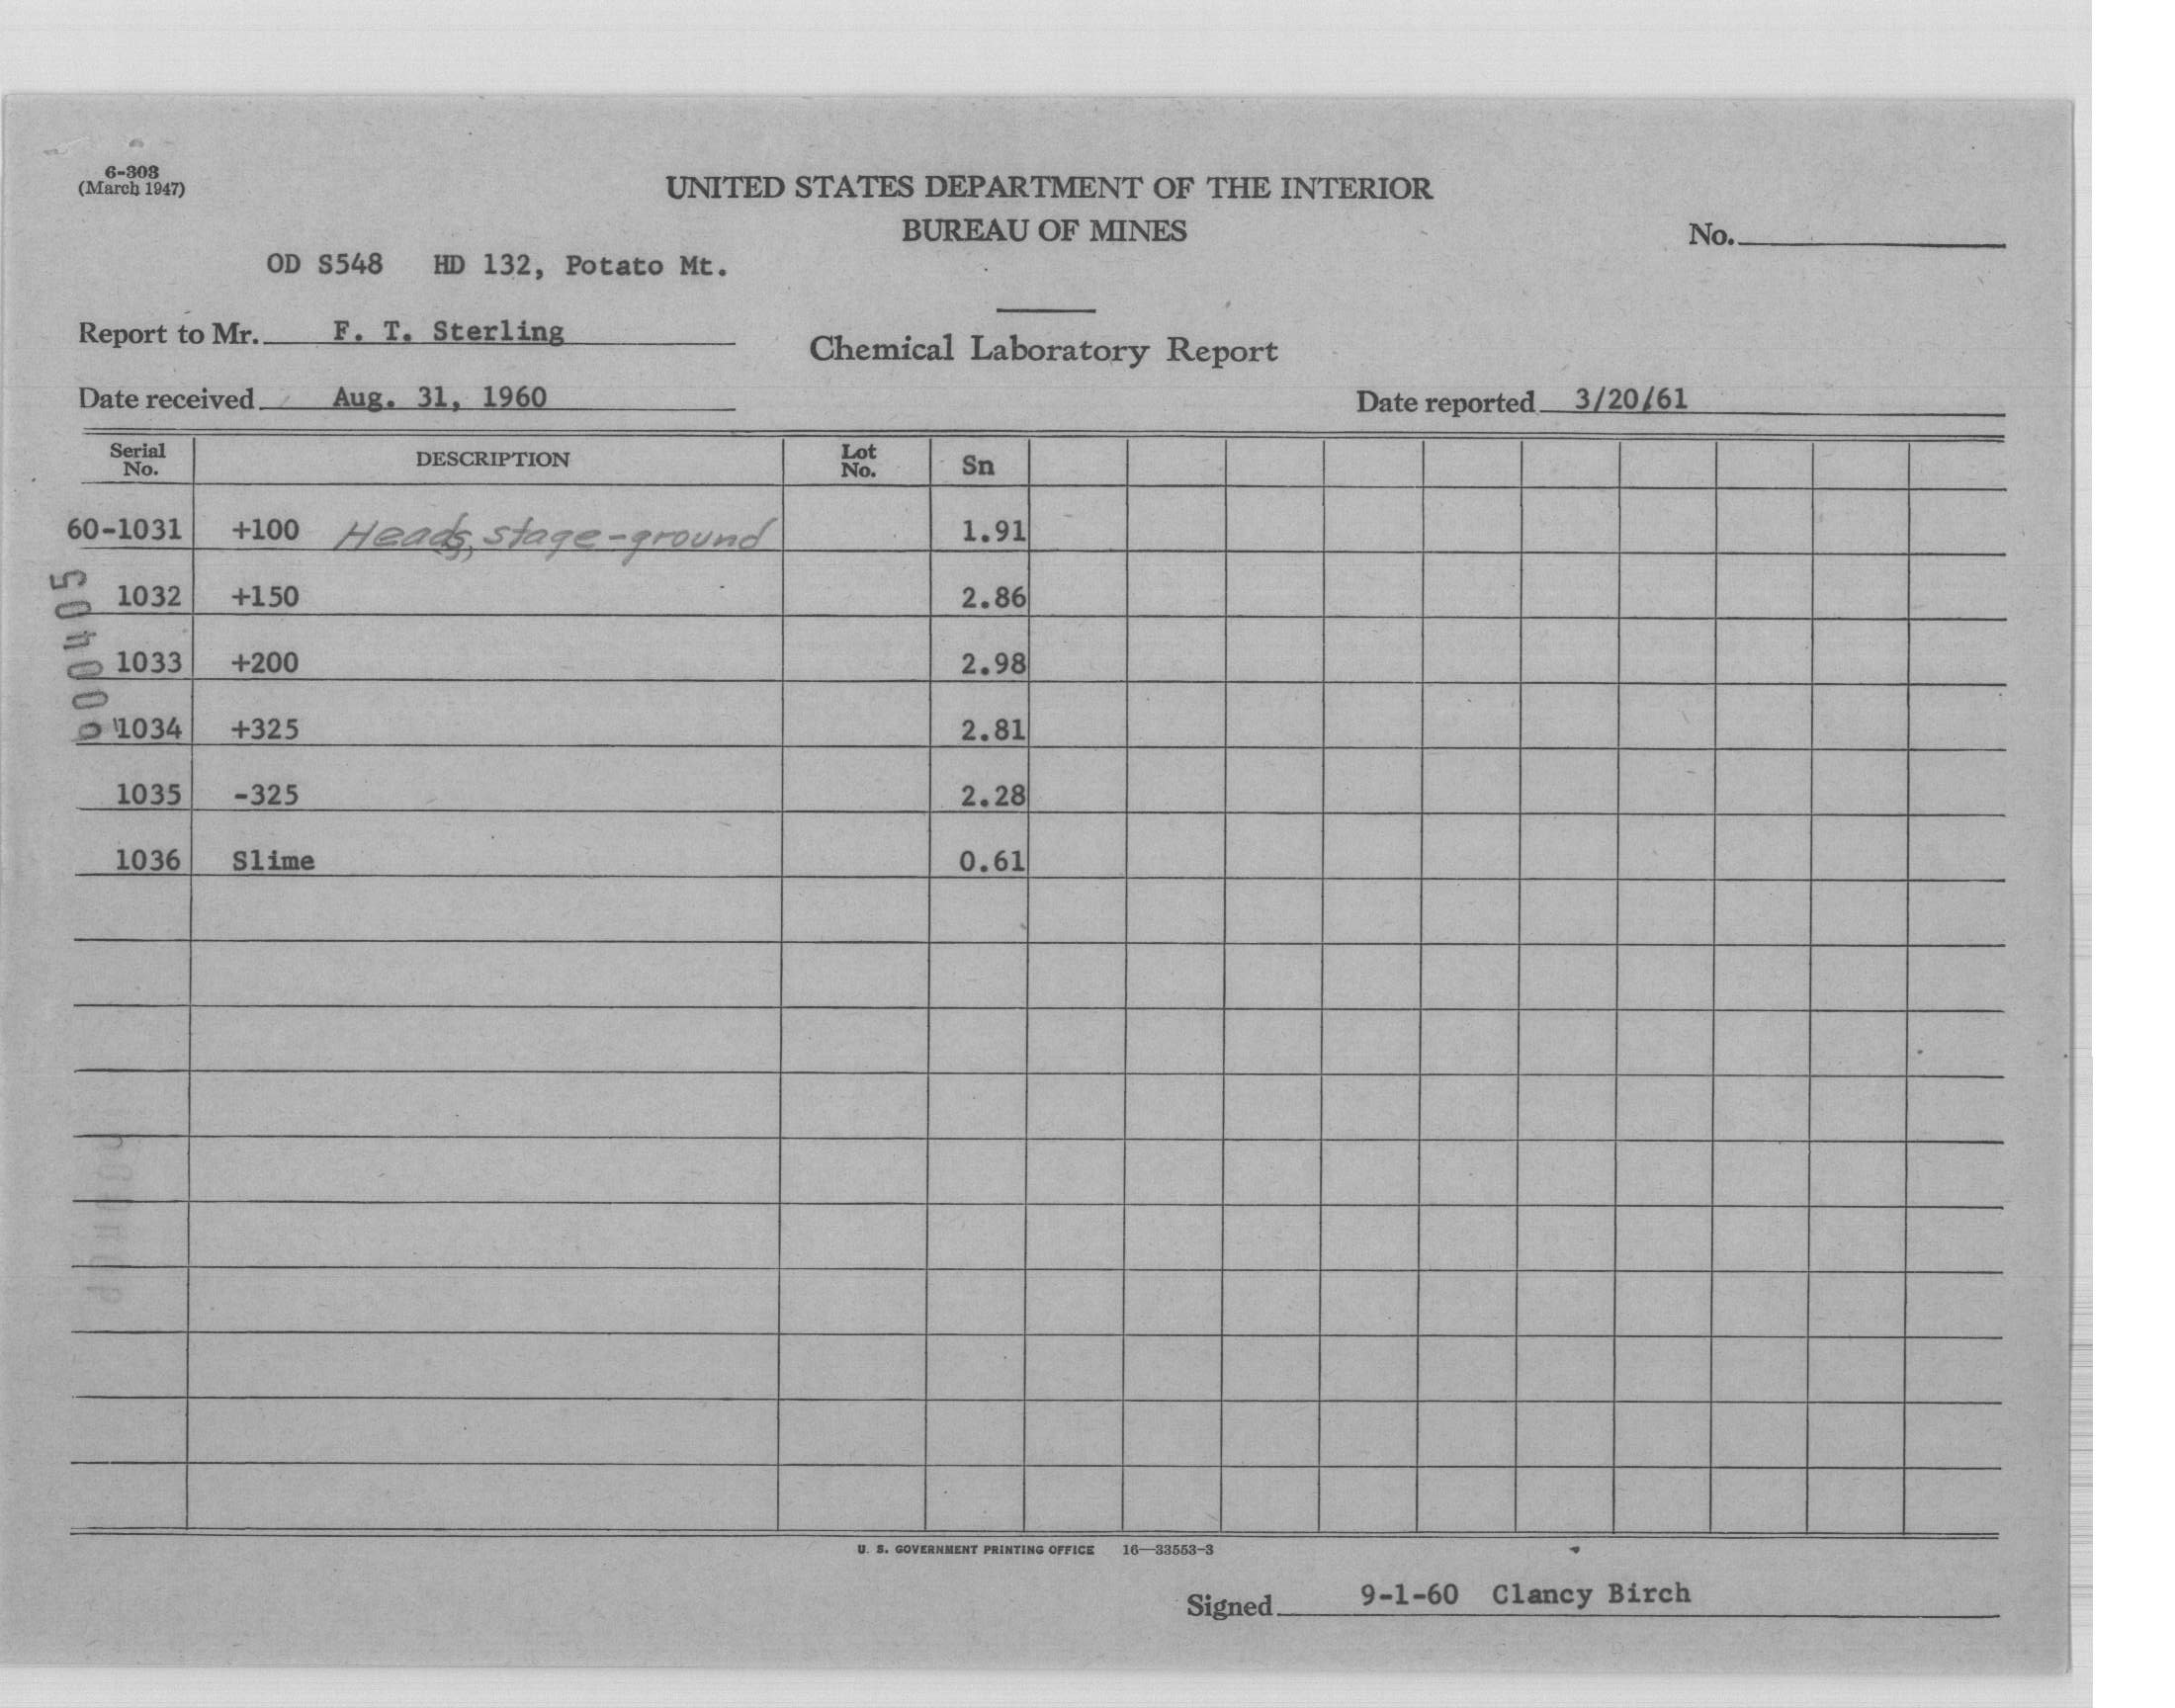 6-303
(March 1947)
UNITED STATES DEPARTMENT OF THE INTERIOR
BUREAU OF MINES
No.
OD S548 HD 132, Potato Mt.
Report to Mr. F. T. Sterling
Chemical Laboratory Report
Date received Aug. 31, 1960
Date reported 3/20/61
Serial No. DESCRIPTION Lot No. Sn
60-1031 +100 Heads, stage-ground 1.91
1032 +150 2.86
1033 +200 2.98
1034 +325 2.81
1035 -325 2.28
1036 Slime 0.61
000405
U. S. GOVERNMENT PRINTING OFFICE 16—33553-3
Signed 9-1-60 Clancy Birch